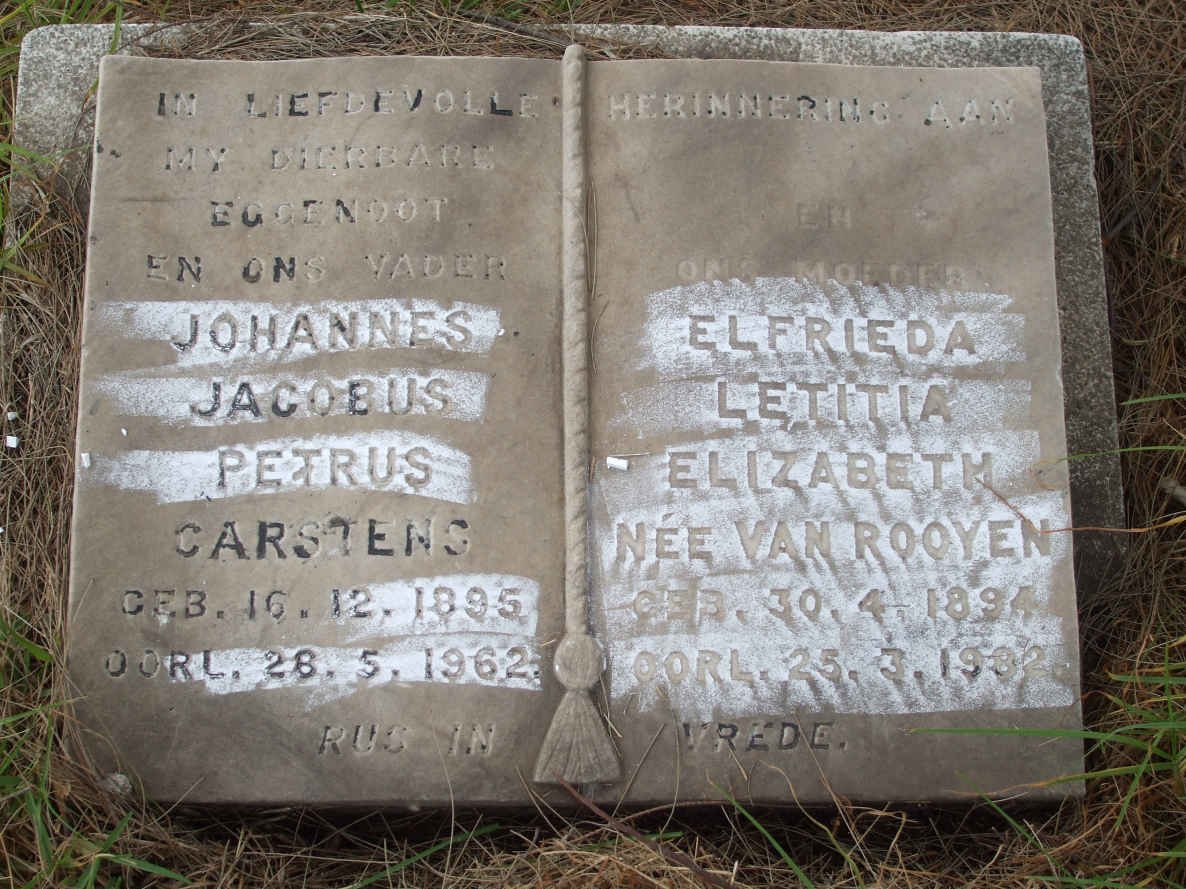 IN LIEFDEVOLLE HERINNERING AAN
MY DIERBARE
EGGENOOT
EN ONS VADER
JOHANNES
JACOBUS
PETRUS
CARSTENS
GEB. 16. 12. 1895.
OORL. 28. 5. 1962.
EN
ONS MOEDER
ELFRIEDA
LETITIA
ELIZABETH
NÉE VAN ROOYEN
GEB. 30. 4. 1894.
OORL. 25. 3. 1982.
RUS IN VREDE.